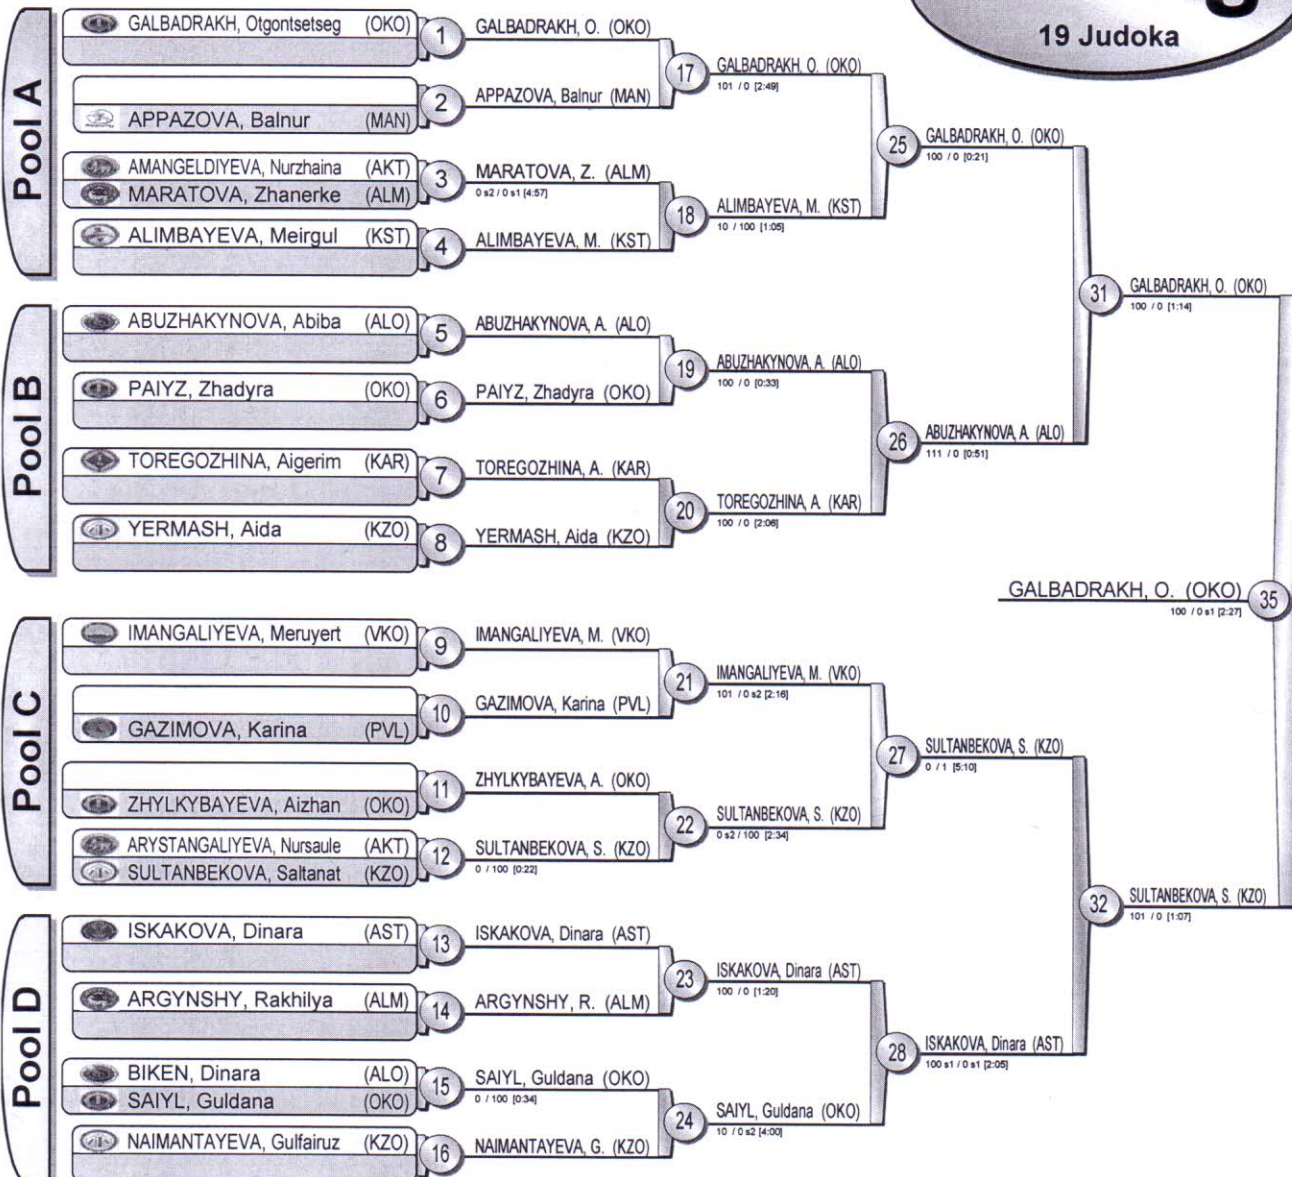 19 Judoka
Pool A
GALBADRAKH, Otgontsetseg (OKO)
1
APPAZOVA, Balnur (MAN)
2
AMANGELDIYEVA, Nurzhaina (AKT)
MARATOVA, Zhanerke (ALM)
3
ALIMBAYEVA, Meirgul (KST)
4
GALBADRAKH, O. (OKO)
APPAZOVA, Balnur (MAN)
17
MARATOVA, Z. (ALM)
0 s2 / 0 s1 [4:57]
ALIMBAYEVA, M. (KST)
18
GALBADRAKH, O. (OKO)
101 / 0 [2:49]
ALIMBAYEVA, M. (KST)
10 / 100 [1:05]
25
GALBADRAKH, O. (OKO)
100 / 0 [0:21]
Pool B
ABUZHAKYNOVA, Abiba (ALO)
5
PAIYZ, Zhadyra (OKO)
6
TOREGOZHINA, Aigerim (KAR)
7
YERMASH, Aida (KZO)
8
ABUZHAKYNOVA, A. (ALO)
PAIYZ, Zhadyra (OKO)
19
TOREGOZHINA, A. (KAR)
YERMASH, Aida (KZO)
20
ABUZHAKYNOVA, A. (ALO)
100 / 0 [0:33]
TOREGOZHINA, A. (KAR)
100 / 0 [2:06]
26
ABUZHAKYNOVA, A. (ALO)
111 / 0 [0:51]
31
GALBADRAKH, O. (OKO)
100 / 0 [1:14]
GALBADRAKH, O. (OKO)
100 / 0 s1 [2:27]
35
Pool C
IMANGALIYEVA, Meruyert (VKO)
9
GAZIMOVA, Karina (PVL)
10
ZHYLKYBAYEVA, Aizhan (OKO)
11
ARYSTANGALIYEVA, Nursaule (AKT)
SULTANBEKOVA, Saltanat (KZO)
12
IMANGALIYEVA, M. (VKO)
GAZIMOVA, Karina (PVL)
21
ZHYLKYBAYEVA, A. (OKO)
SULTANBEKOVA, S. (KZO)
0 / 100 [0:22]
22
IMANGALIYEVA, M. (VKO)
101 / 0 s2 [2:16]
SULTANBEKOVA, S. (KZO)
0 s2 / 100 [2:34]
27
SULTANBEKOVA, S. (KZO)
0 / 1 [5:10]
Pool D
ISKAKOVA, Dinara (AST)
13
ARGYNSHY, Rakhilya (ALM)
14
BIKEN, Dinara (ALO)
SAIYL, Guldana (OKO)
15
NAIMANTAYEVA, Gulfairuz (KZO)
16
ISKAKOVA, Dinara (AST)
ARGYNSHY, R. (ALM)
23
SAIYL, Guldana (OKO)
0 / 100 [0:34]
NAIMANTAYEVA, G. (KZO)
24
ISKAKOVA, Dinara (AST)
100 / 0 [1:20]
SAIYL, Guldana (OKO)
10 / 0 s2 [4:00]
28
ISKAKOVA, Dinara (AST)
100 s1 / 0 s1 [2:05]
32
SULTANBEKOVA, S. (KZO)
101 / 0 [1:07]